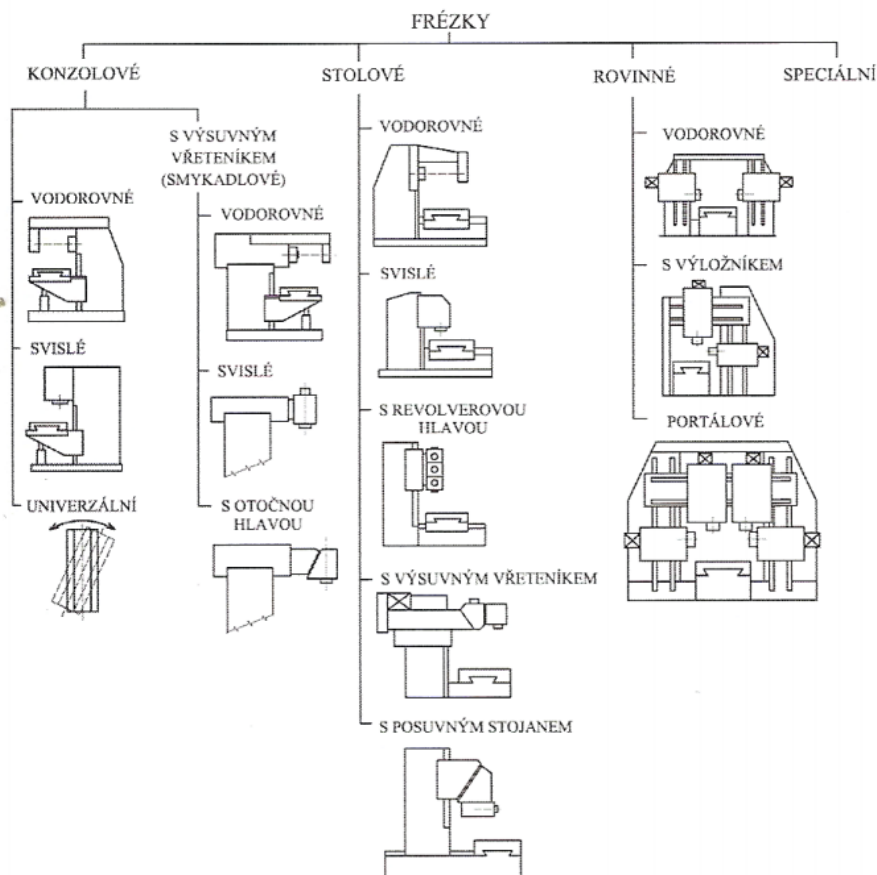 FRÉZKY
KONZOLOVÉ
STOLOVÉ
ROVINNÉ
SPECIÁLNÍ
VODOROVNÉ
SVISLÉ
UNIVERZÁLNÍ
S VÝSUVNÝM
VŘETENÍKEM
(SMYKADLOVÉ)
VODOROVNÉ
SVISLÉ
S OTOČNOU
HLAVOU
VODOROVNÉ
SVISLÉ
S REVOLVEROVOU
HLAVOU
S VÝSUVNÝM VŘETENÍKEM
S POSUVNÝM STOJANEM
VODOROVNÉ
S VÝLOŽNÍKEM
PORTÁLOVÉ